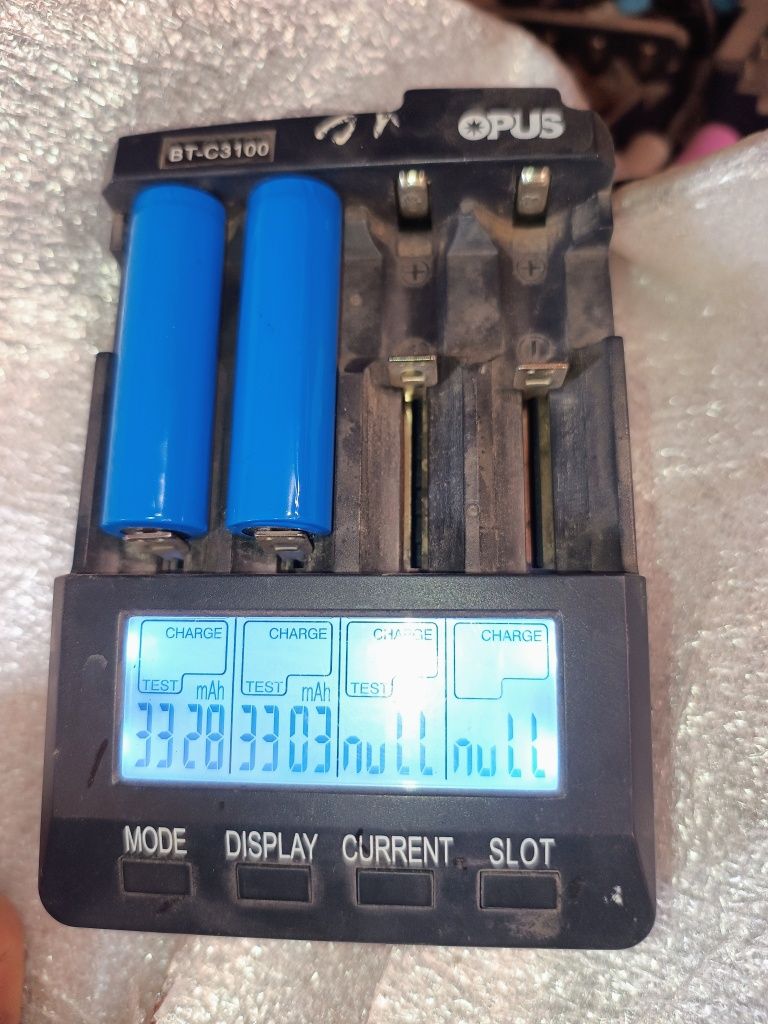 BT-C3100
OPUS
CHARGE CHARGE CHARGE CHARGE
TEST mAh TEST mAh TEST
3328 3303 null null
MODE DISPLAY CURRENT SLOT